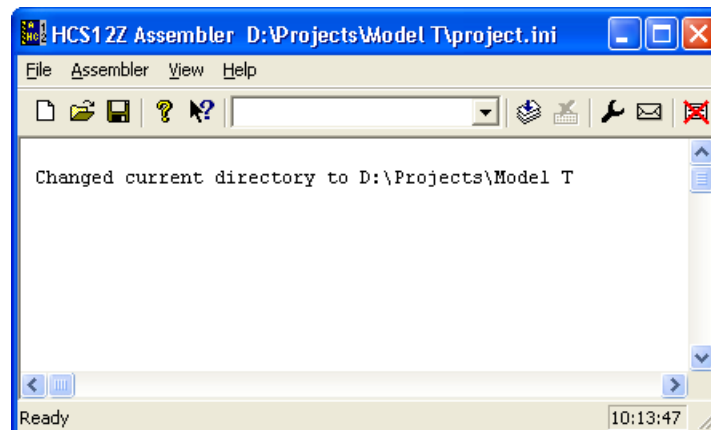 HCS12Z Assembler D:\Projects\Model T\project.ini
File Assembler View Help
Changed current directory to D:\Projects\Model T
Ready 10:13:47